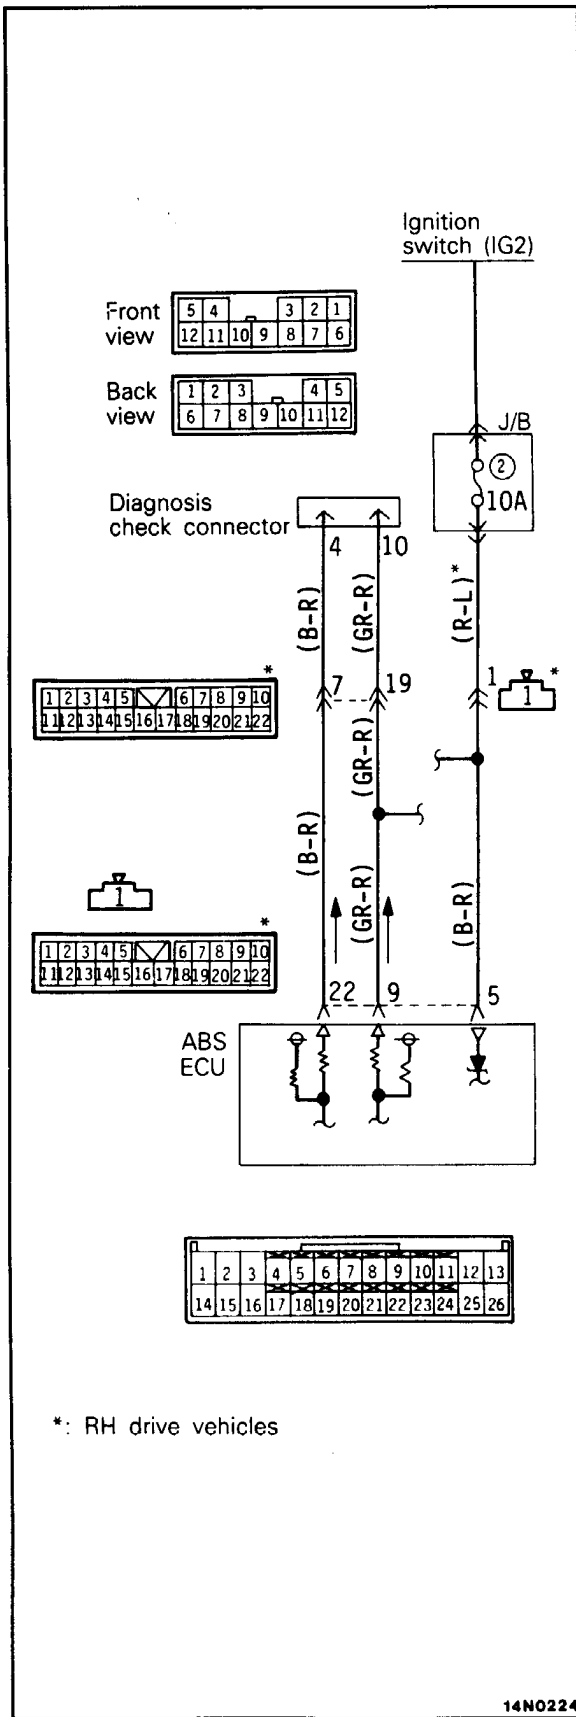 Ignition
switch (IG2)
Front
view
5 4 3 2 1
12 11 10 9 8 7 6
Back
view
1 2 3 4 5
6 7 8 9 10 11 12
J/B
2
10A
Diagnosis
check connector
4 10
(B-R) (GR-R) (R-L)*
*
1 2 3 4 5 6 7 8 9 10
11 12 13 14 15 16 17 18 19 20 21 22
7 19 1
1 *
(GR-R)
(B-R) (GR-R) (B-R)
1
*
1 2 3 4 5 6 7 8 9 10
11 12 13 14 15 16 17 18 19 20 21 22
22 9 5
ABS
ECU
1 2 3 4 5 6 7 8 9 10 11 12 13
14 15 16 17 18 19 20 21 22 23 24 25 26
*: RH drive vehicles
14N0224